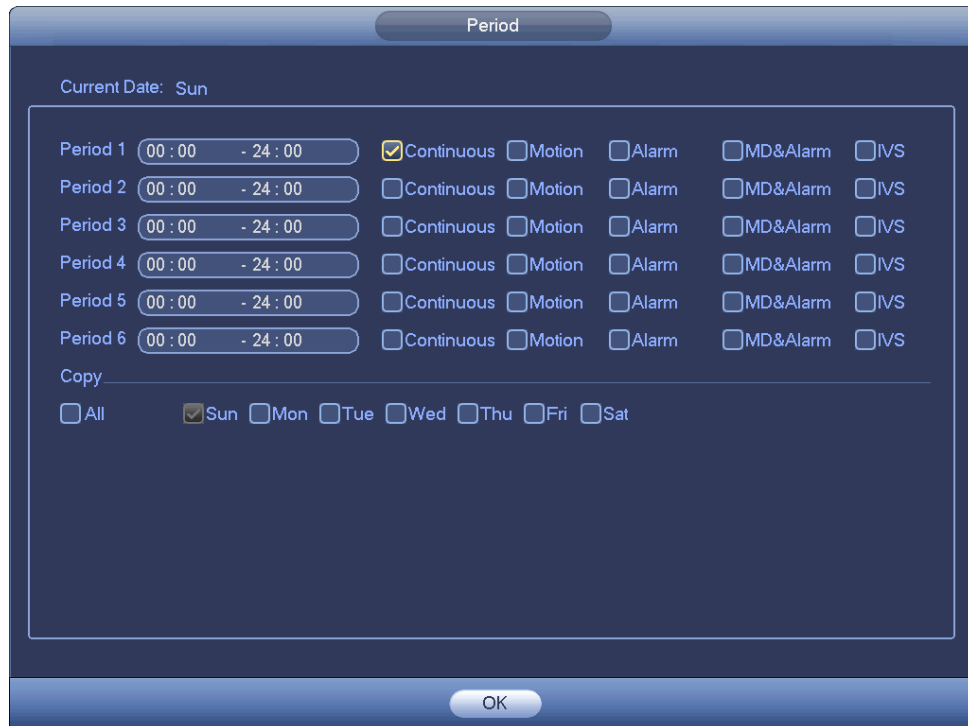 Period
Current Date: Sun
Period 1 00 : 00 - 24 : 00 Continuous Motion Alarm MD&Alarm IVS
Period 2 00 : 00 - 24 : 00 Continuous Motion Alarm MD&Alarm IVS
Period 3 00 : 00 - 24 : 00 Continuous Motion Alarm MD&Alarm IVS
Period 4 00 : 00 - 24 : 00 Continuous Motion Alarm MD&Alarm IVS
Period 5 00 : 00 - 24 : 00 Continuous Motion Alarm MD&Alarm IVS
Period 6 00 : 00 - 24 : 00 Continuous Motion Alarm MD&Alarm IVS
Copy
All Sun Mon Tue Wed Thu Fri Sat
OK